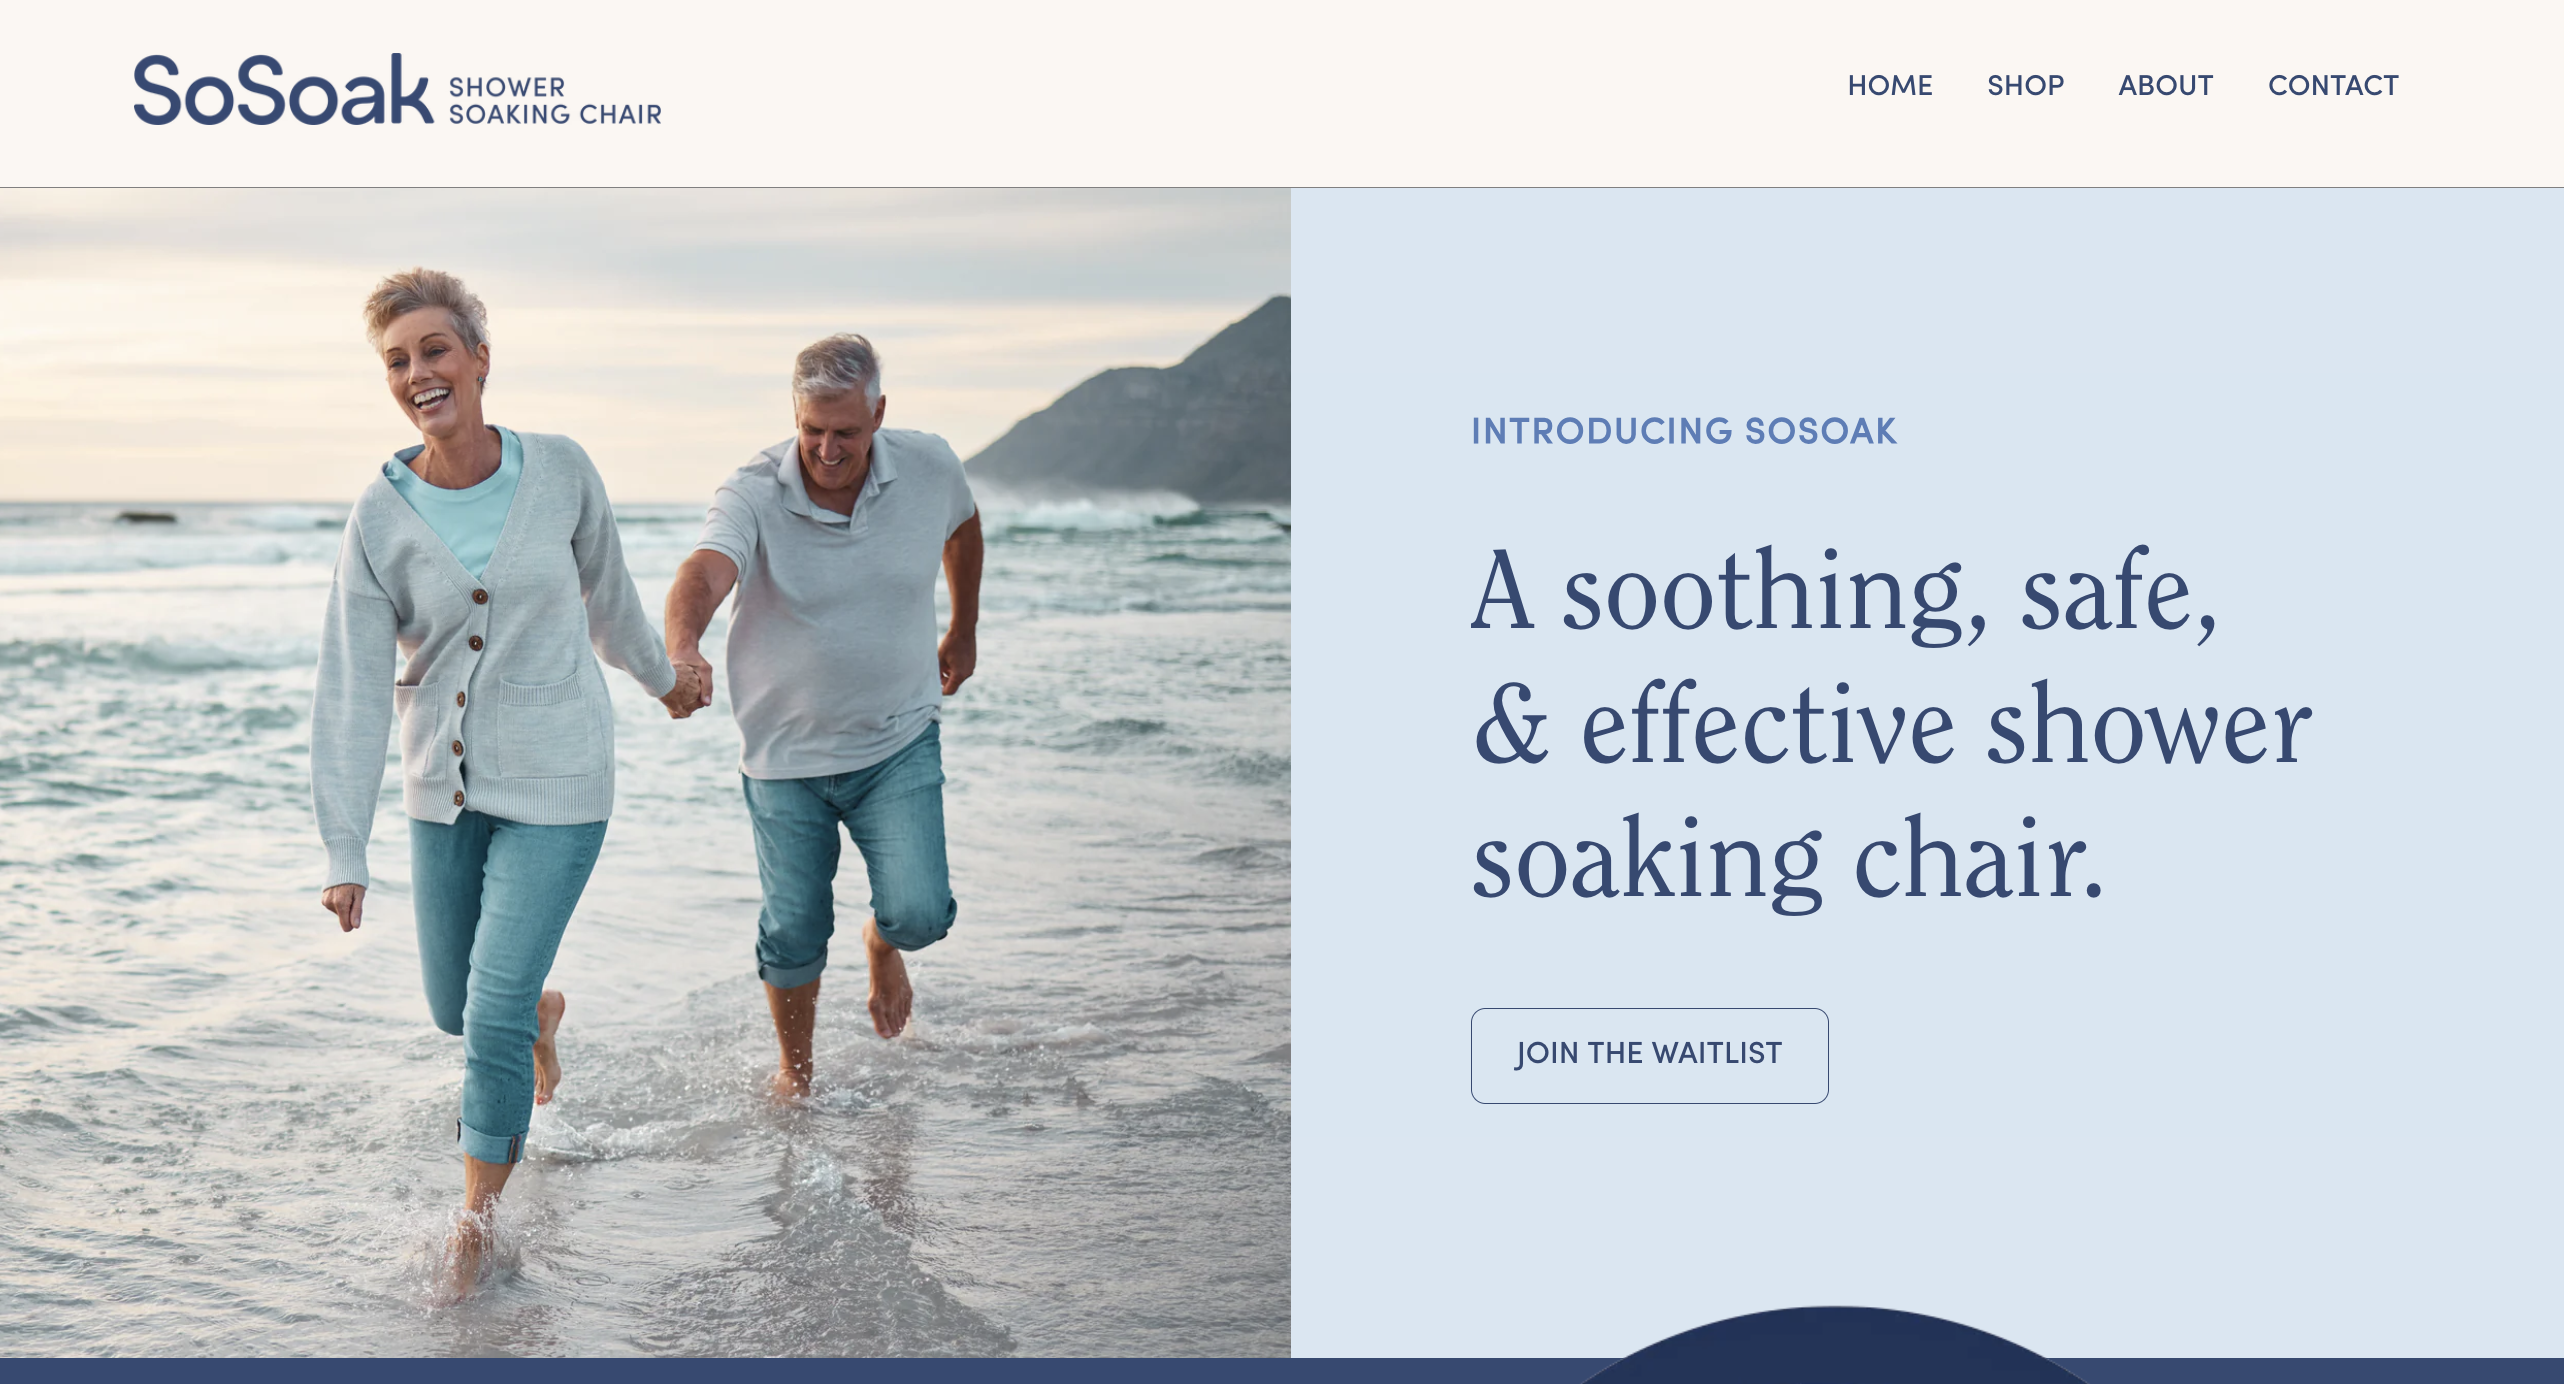 SoSoak SHOWER
SOAKING CHAIR
HOME SHOP ABOUT CONTACT
INTRODUCING SOSOAK
A soothing, safe,
& effective shower
soaking chair.
JOIN THE WAITLIST